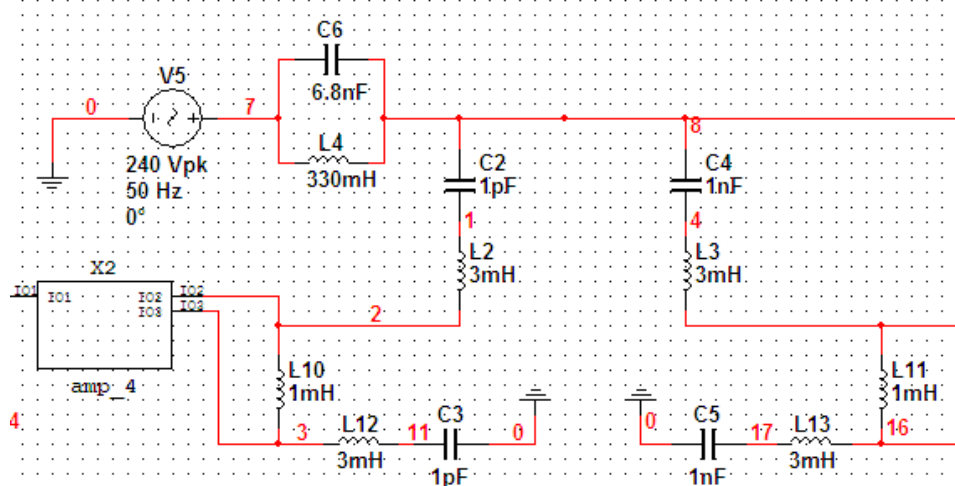 C6
6.8nF
V5
0
7
L4
330mH
240 Vpk
50 Hz
0°
8
C2
1pF
C4
1nF
1
4
L2
3mH
L3
3mH
X2
IO1
IO1
IO2
IO2
IO3
IO3
amp_4
2
L10
1mH
L11
1mH
4
3
L12
3mH
11
C3
1pF
0
0
C5
1nF
17
L13
3mH
16